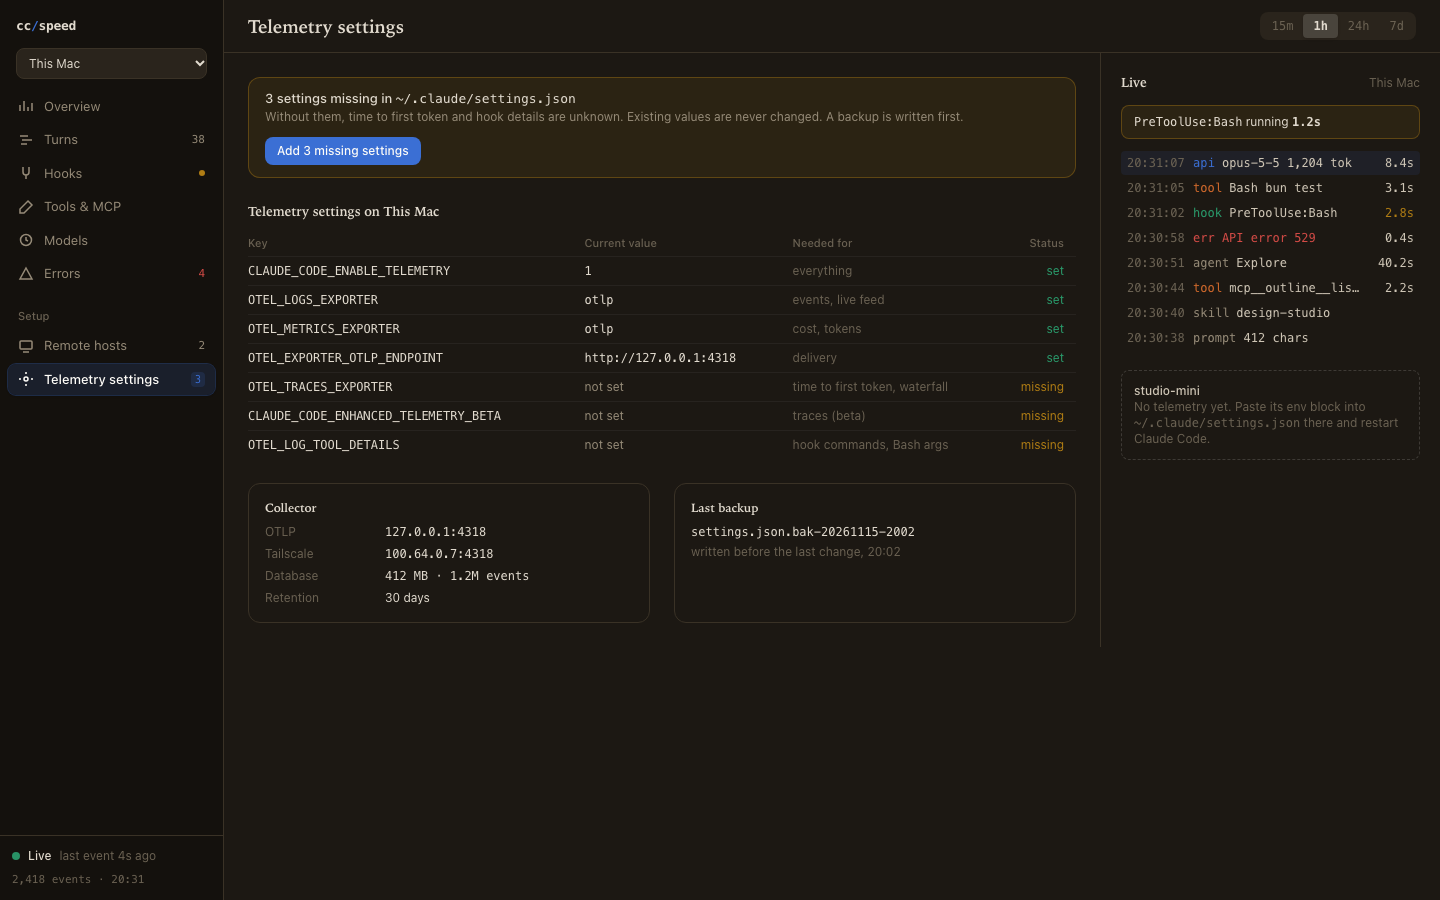 cc/speed
This Mac
Overview
Turns 38
Hooks
Tools & MCP
Models
Errors 4
Setup
Remote hosts 2
Telemetry settings 3
Live last event 4s ago
2,418 events · 20:31
Telemetry settings
15m 1h 24h 7d
3 settings missing in ~/.claude/settings.json
Without them, time to first token and hook details are unknown. Existing values are never changed. A backup is written first.
Add 3 missing settings
Telemetry settings on This Mac
Key Current value Needed for Status
CLAUDE_CODE_ENABLE_TELEMETRY 1 everything set
OTEL_LOGS_EXPORTER otlp events, live feed set
OTEL_METRICS_EXPORTER otlp cost, tokens set
OTEL_EXPORTER_OTLP_ENDPOINT http://127.0.0.1:4318 delivery set
OTEL_TRACES_EXPORTER not set time to first token, waterfall missing
CLAUDE_CODE_ENHANCED_TELEMETRY_BETA not set traces (beta) missing
OTEL_LOG_TOOL_DETAILS not set hook commands, Bash args missing
Collector
OTLP 127.0.0.1:4318
Tailscale 100.64.0.7:4318
Database 412 MB · 1.2M events
Retention 30 days
Last backup
settings.json.bak-20261115-2002
written before the last change, 20:02
Live This Mac
PreToolUse:Bash running 1.2s
20:31:07 api opus-5-5 1,204 tok 8.4s
20:31:05 tool Bash bun test 3.1s
20:31:02 hook PreToolUse:Bash 2.8s
20:30:58 err API error 529 0.4s
20:30:51 agent Explore 40.2s
20:30:44 tool mcp__outline__lis… 2.2s
20:30:40 skill design-studio
20:30:38 prompt 412 chars
studio-mini
No telemetry yet. Paste its env block into
~/.claude/settings.json there and restart
Claude Code.